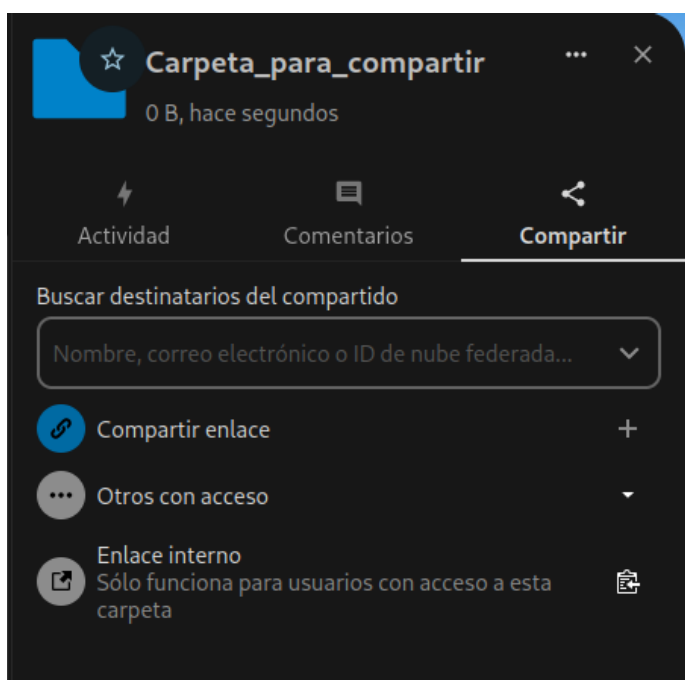 Carpeta_para_compartir
0 B, hace segundos
Actividad
Comentarios
Compartir
Buscar destinatarios del compartido
Nombre, correo electrónico o ID de nube federada...
Compartir enlace
Otros con acceso
Enlace interno
Sólo funciona para usuarios con acceso a esta
carpeta